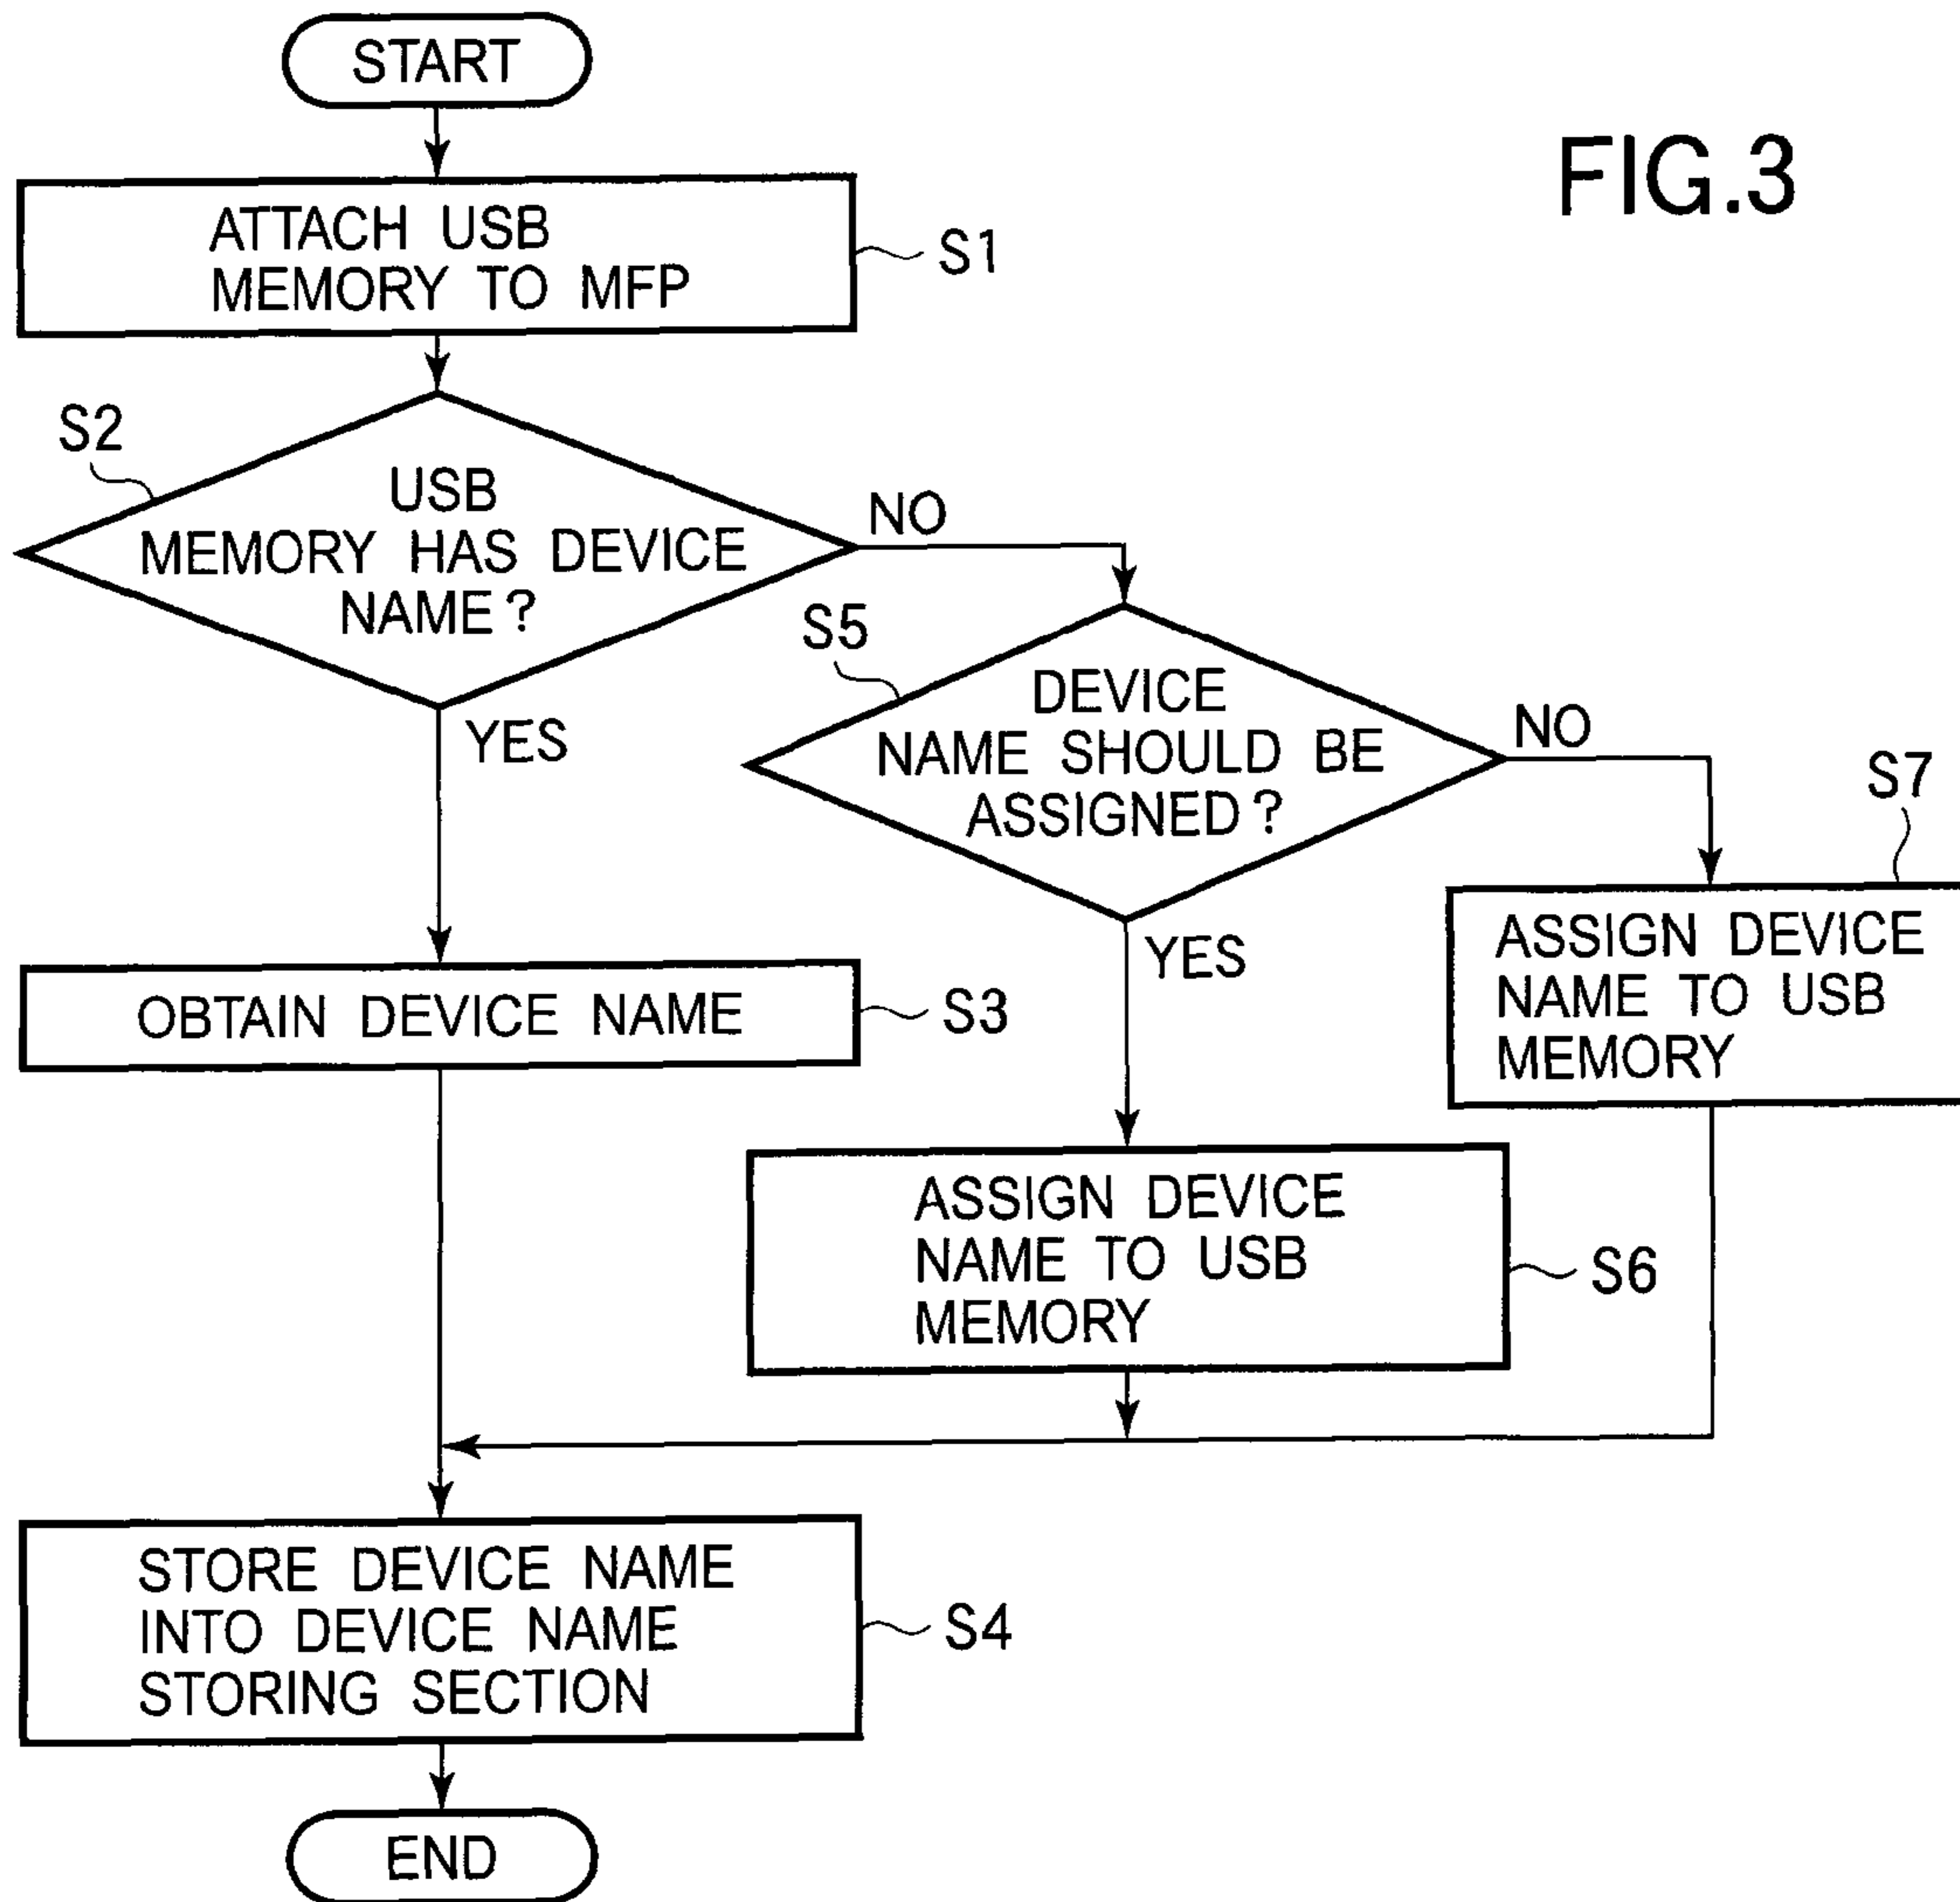 START
FIG.3
ATTACH USB
MEMORY TO MFP
S1
S2
USB
MEMORY HAS DEVICE
NAME?
NO
YES
S5
DEVICE
NAME SHOULD BE
ASSIGNED?
NO
YES
S7
ASSIGN DEVICE
NAME TO USB
MEMORY
OBTAIN DEVICE NAME
S3
ASSIGN DEVICE
NAME TO USB
MEMORY
S6
STORE DEVICE NAME
INTO DEVICE NAME
STORING SECTION
S4
END